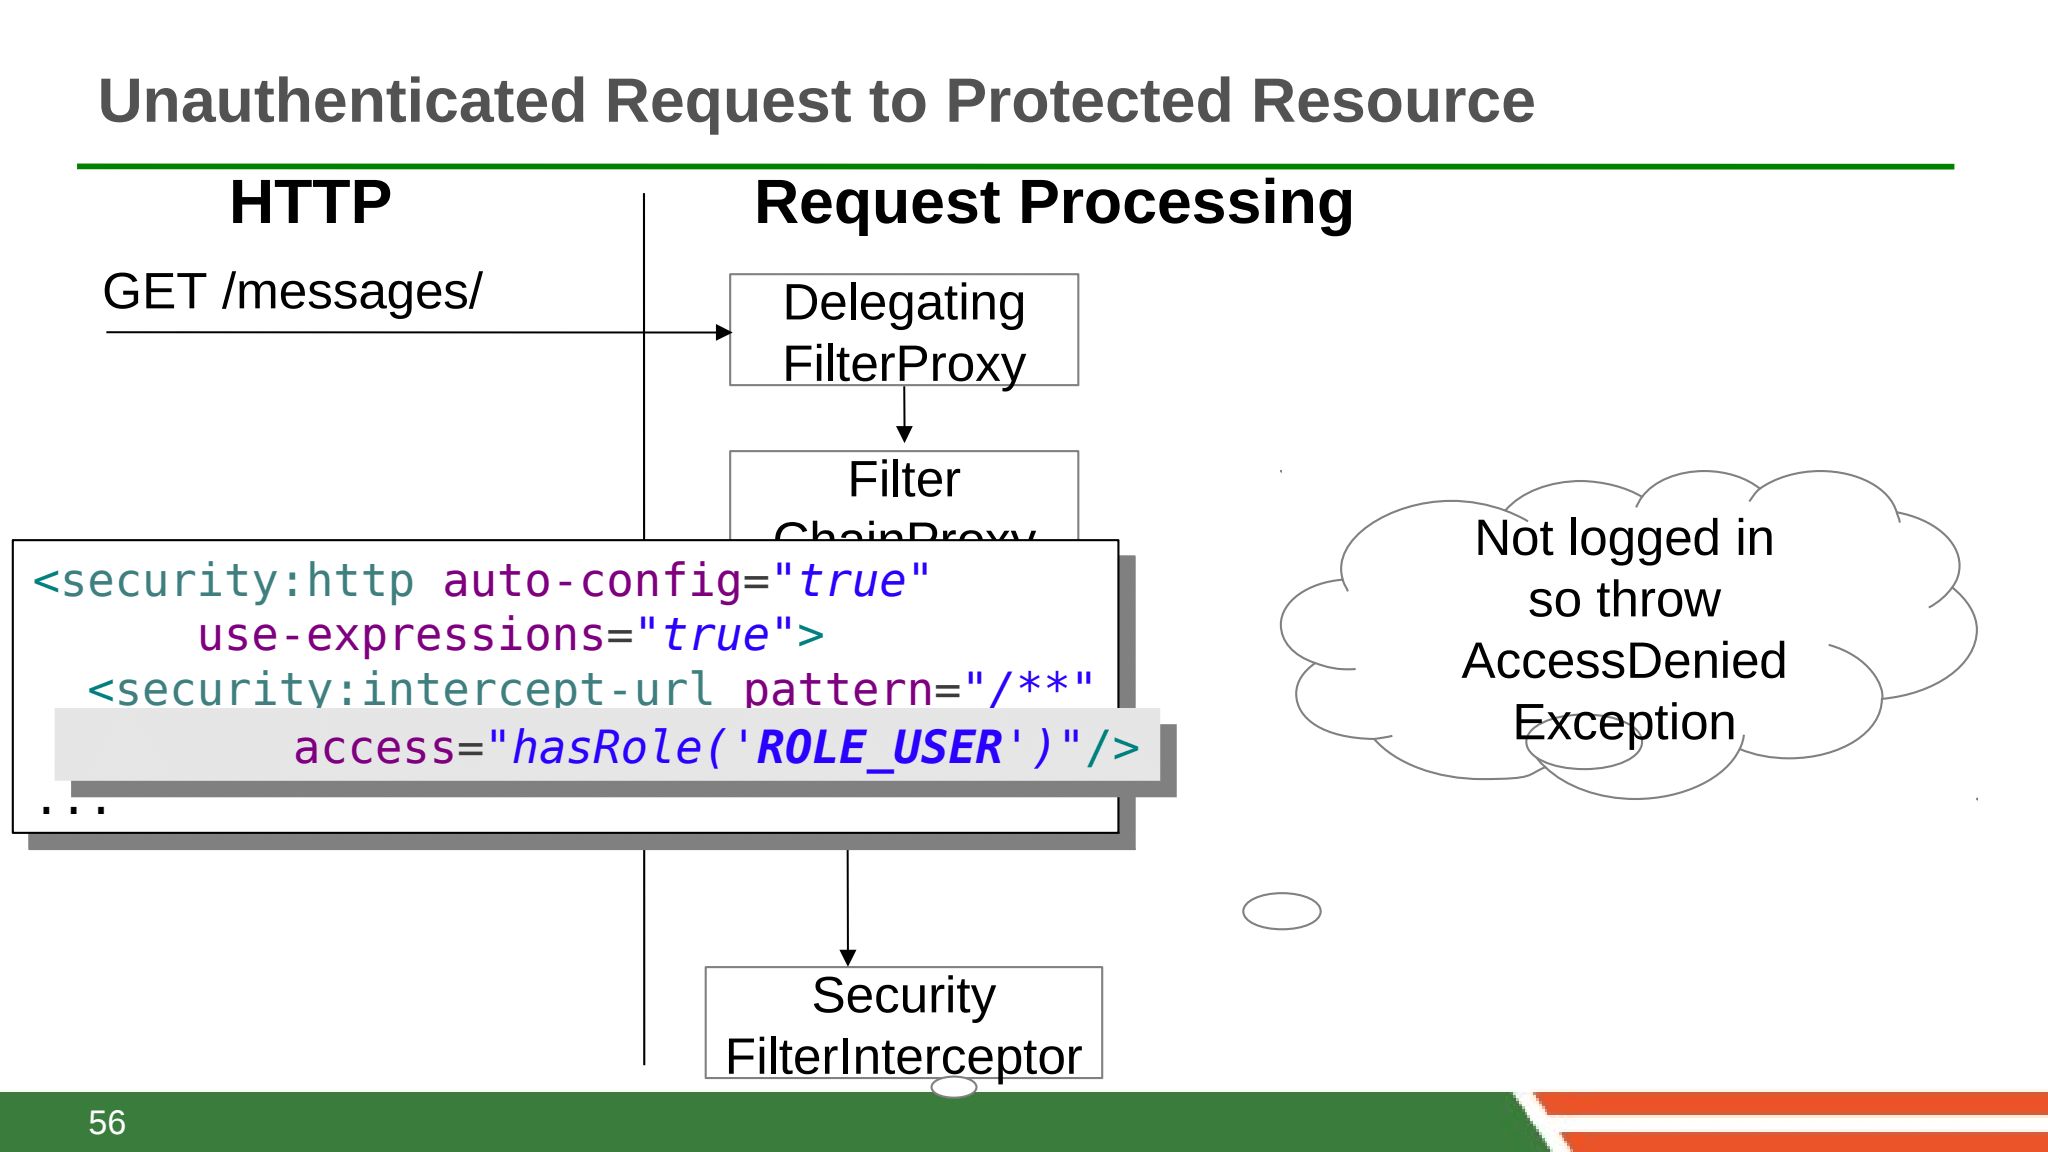 Unauthenticated Request to Protected Resource
HTTP
Request Processing
GET /messages/
Delegating
FilterProxy
Filter
ChainProxy
<security:http auto-config="true"
use-expressions="true">
<security:intercept-url pattern="/**"
access="hasRole('ROLE_USER')"/>
...
Not logged in
so throw
AccessDenied
Exception
Security
FilterInterceptor
56